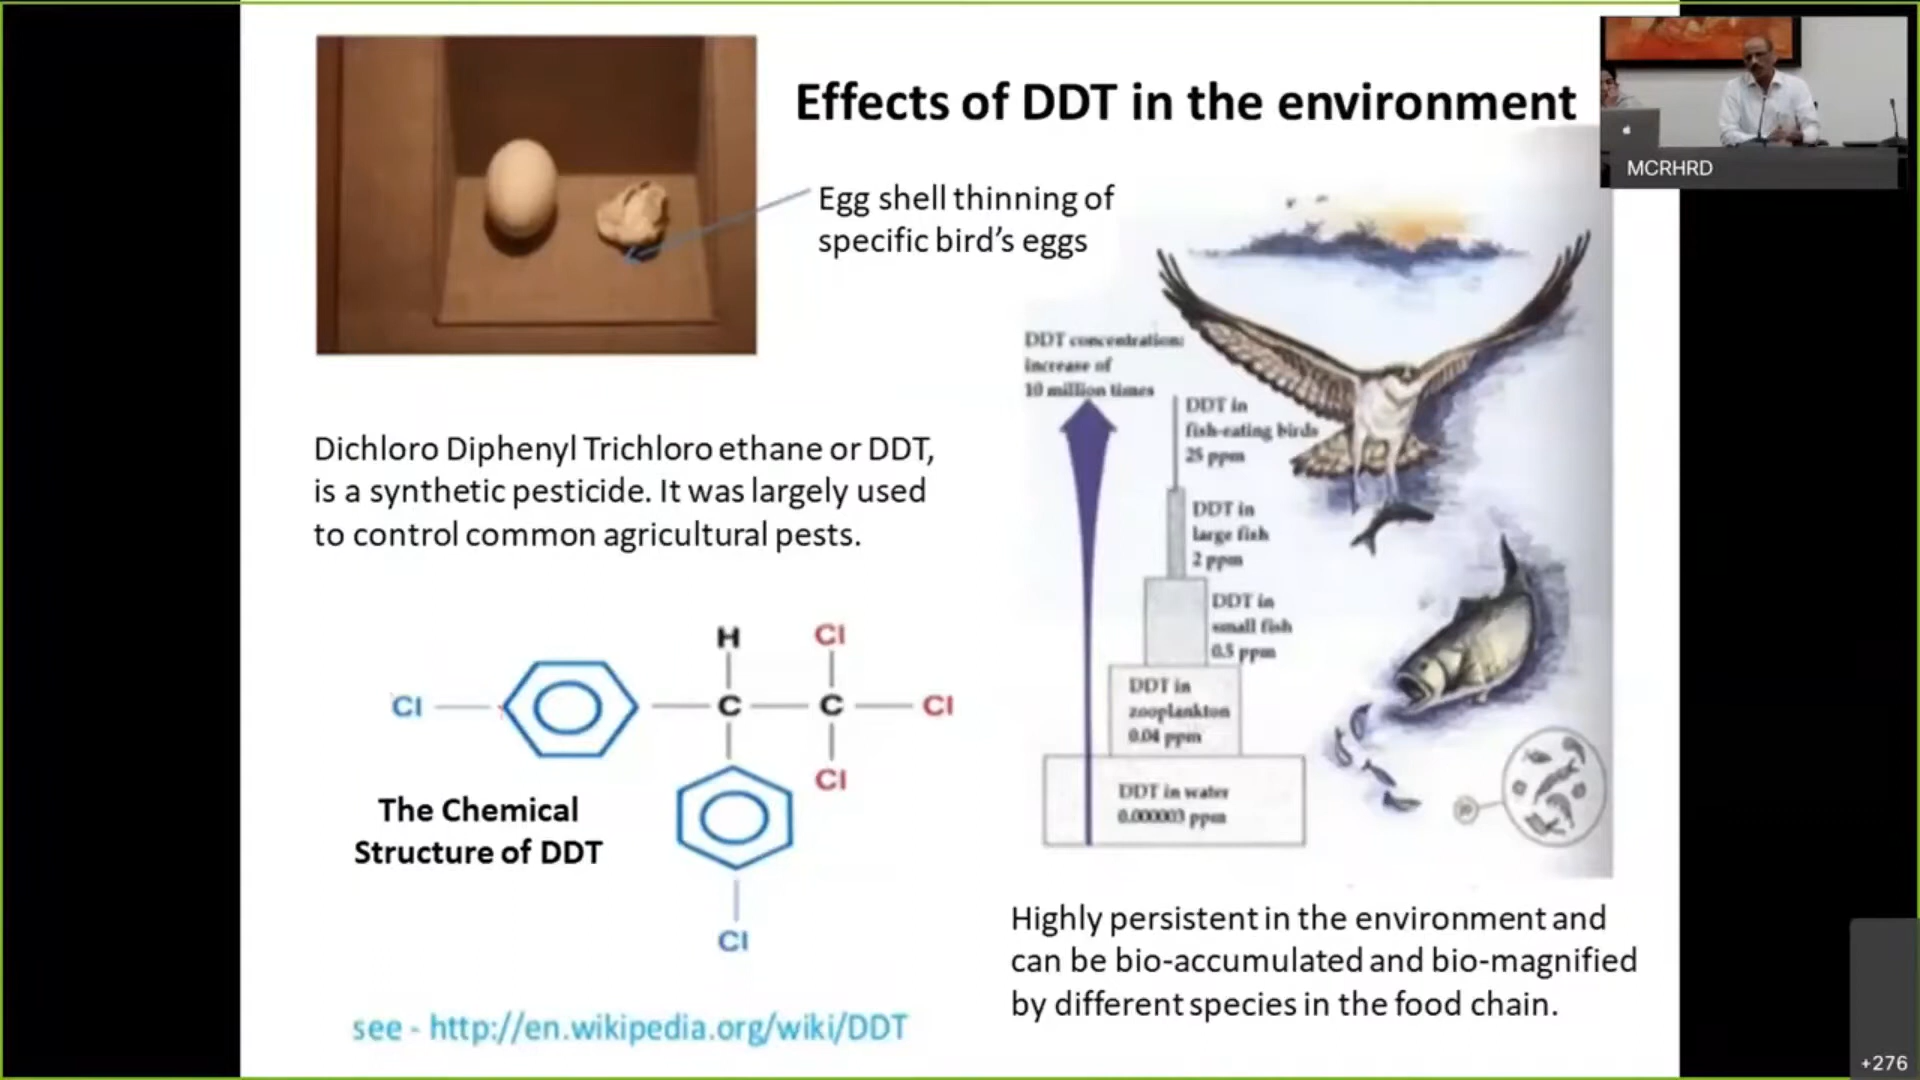 Effects of DDT in the environment
MCRHRD
Egg shell thinning of
specific bird's eggs
DDT concentration:
increase of
10 million times
DDT in
fish-eating birds
25 ppm
DDT in
large fish
2 ppm
DDT in
small fish
0.5 ppm
DDT in
zooplankton
0.04 ppm
DDT in water
0.000003 ppm
Dichloro Diphenyl Trichloro ethane or DDT,
is a synthetic pesticide. It was largely used
to control common agricultural pests.
H Cl
Cl C C Cl
Cl
The Chemical
Structure of DDT
Cl
see - http://en.wikipedia.org/wiki/DDT
Highly persistent in the environment and
can be bio-accumulated and bio-magnified
by different species in the food chain.
+276